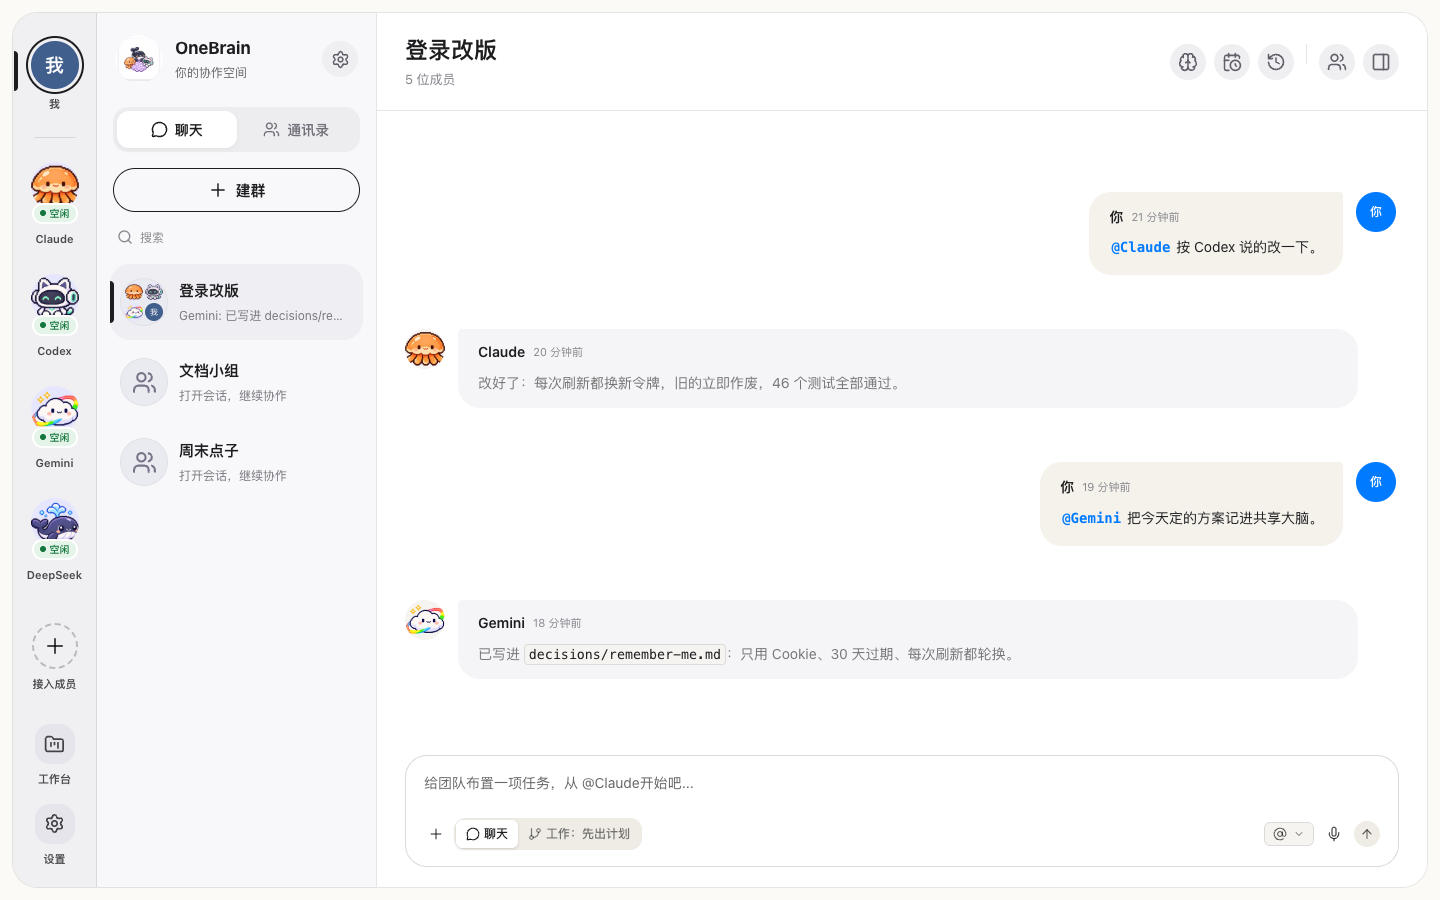 我
我
空闲
Claude
空闲
Codex
空闲
Gemini
空闲
DeepSeek
接入成员
工作台
设置
OneBrain
你的协作空间
聊天
通讯录
建群
搜索
我
登录改版
Gemini: 已写进 decisions/re...
文档小组
打开会话，继续协作
周末点子
打开会话，继续协作
登录改版
5 位成员
你 21 分钟前
@Claude 按 Codex 说的改一下。
你
Claude 20 分钟前
改好了：每次刷新都换新令牌，旧的立即作废，46 个测试全部通过。
你 19 分钟前
@Gemini 把今天定的方案记进共享大脑。
你
Gemini 18 分钟前
已写进 decisions/remember-me.md：只用 Cookie、30 天过期、每次刷新都轮换。
给团队布置一项任务，从 @Claude开始吧...
聊天
工作：先出计划
@